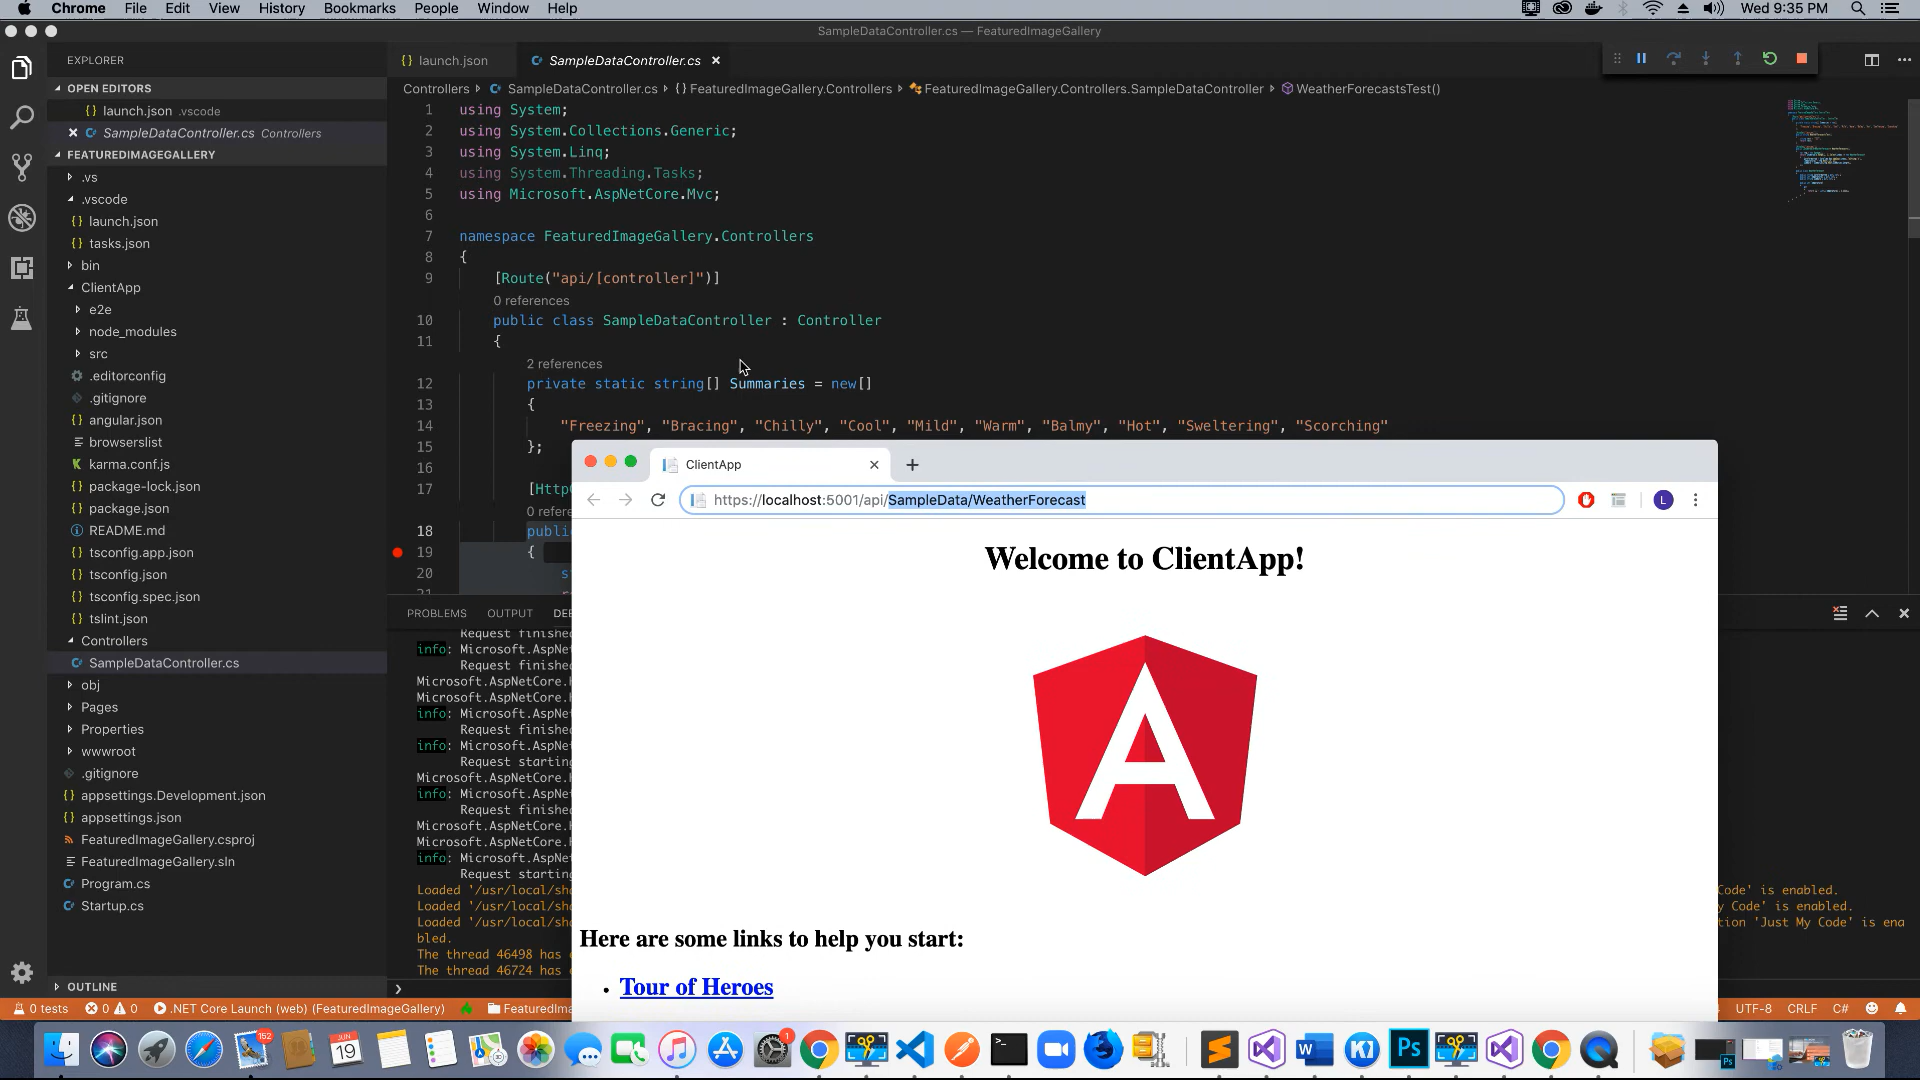 Chrome File Edit View History Bookmarks People Window Help Wed 9:35 PM
SampleDataController.cs — FeaturedImageGallery
EXPLORER
OPEN EDITORS
launch.json .vscode
SampleDataController.cs Controllers
FEATUREDIMAGEGALLERY
.vs
.vscode
launch.json
tasks.json
bin
ClientApp
e2e
node_modules
src
.editorconfig
.gitignore
angular.json
browserslist
karma.conf.js
package-lock.json
package.json
README.md
tsconfig.app.json
tsconfig.json
tsconfig.spec.json
tslint.json
Controllers
SampleDataController.cs
obj
Pages
Properties
wwwroot
.gitignore
appsettings.Development.json
appsettings.json
FeaturedImageGallery.csproj
FeaturedImageGallery.sln
Program.cs
Startup.cs
OUTLINE
launch.json SampleDataController.cs
Controllers SampleDataController.cs {} FeaturedImageGallery.Controllers FeaturedImageGallery.Controllers.SampleDataController WeatherForecastsTest()
1 using System;
2 using System.Collections.Generic;
3 using System.Linq;
4 using System.Threading.Tasks;
5 using Microsoft.AspNetCore.Mvc;
6
7 namespace FeaturedImageGallery.Controllers
8 {
9 [Route("api/[controller]")]
0 references
10 public class SampleDataController : Controller
11 {
2 references
12 private static string[] Summaries = new[]
13 {
14 "Freezing", "Bracing", "Chilly", "Cool", "Mild", "Warm", "Balmy", "Hot", "Sweltering", "Scorching"
15 };
16
17 [Http
0 refere
18 publi
19 {
20 s
21
PROBLEMS OUTPUT DE
Request finishe
info: Microsoft.AspNe
Request finishe
Microsoft.AspNetCore.
Microsoft.AspNetCore.
info: Microsoft.AspNe
Request finishe
info: Microsoft.AspNe
Request starting
Microsoft.AspNetCore.
info: Microsoft.AspNe
Request finishe
Microsoft.AspNetCore.
info: Microsoft.AspNe
Request starting
Loaded '/usr/local/sh Code' is enabled.
Loaded '/usr/local/sh y Code' is enabled.
Loaded '/usr/local/sh tion 'Just My Code' is ena
bled.
The thread 46498 has
The thread 46724 has
ClientApp
https://localhost:5001/api/SampleData/WeatherForecast
L
Welcome to ClientApp!
A
Here are some links to help you start:
• Tour of Heroes
0 tests 0 0 .NET Core Launch (web) (FeaturedImageGallery) FeaturedIm UTF-8 CRLF C#
152
JUN
19
1